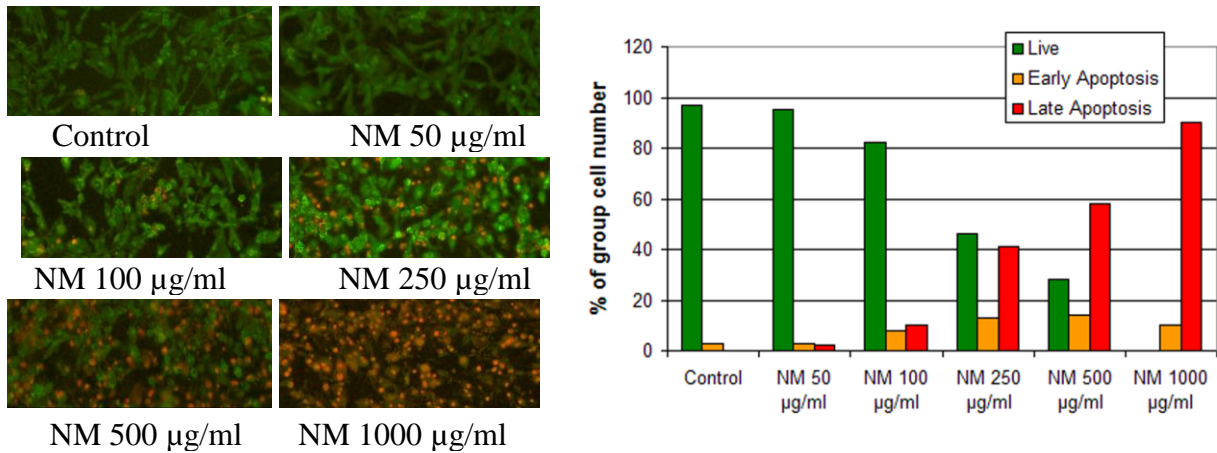 Control
NM 50 µg/ml
NM 100 µg/ml
NM 250 µg/ml
NM 500 µg/ml
NM 1000 µg/ml
% of group cell number
120
100
80
60
40
20
0
Live
Early Apoptosis
Late Apoptosis
Control
NM 50
µg/ml
NM 100
µg/ml
NM 250
µg/ml
NM 500
µg/ml
NM 1000
µg/ml